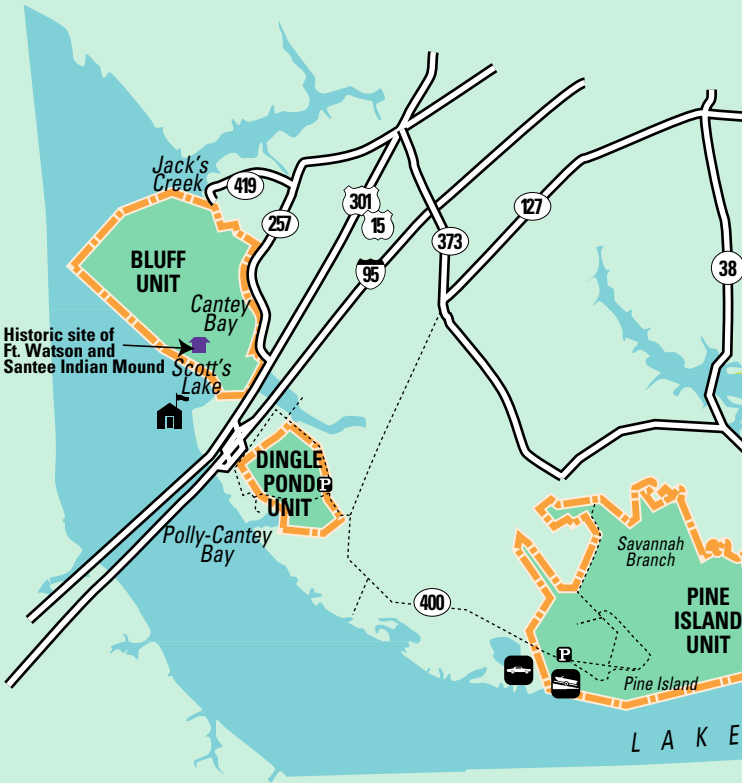 Jack's
Creek
419
301
15
257
127
373
BLUFF
UNIT
95
38
Cantey
Bay
Historic site of
Ft. Watson and
Santee Indian Mound
Scott's
Lake
DINGLE
POND
UNIT
P
Polly-Cantey
Bay
Savannah
Branch
400
PINE
ISLAND
UNIT
P
Pine Island
LAKE